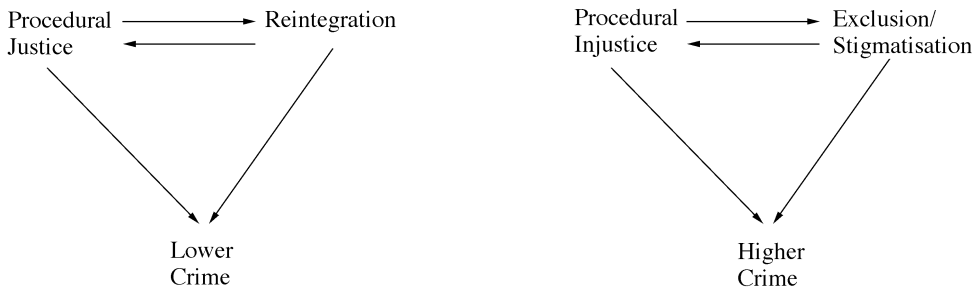 Procedural
Justice
Reintegration
Lower
Crime
Procedural
Injustice
Exclusion/
Stigmatisation
Higher
Crime